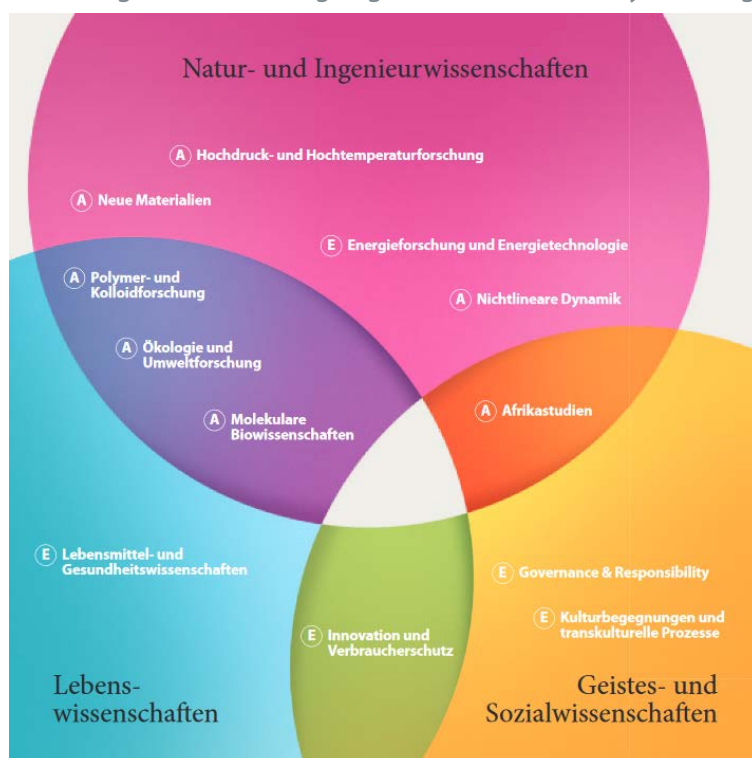 Natur- und Ingenieurwissenschaften
A Hochdruck- und Hochtemperaturforschung
A Neue Materialien
E Energieforschung und Energietechnologie
A Polymer- und
Kolloidforschung
A Nichtlineare Dynamik
A Ökologie und
Umweltforschung
A Afrikastudien
A Molekulare
Biowissenschaften
E Lebensmittel- und
Gesundheitswissenschaften
E Governance & Responsibility
E Kulturbegegnungen und
transkulturelle Prozesse
E Innovation und
Verbraucherschutz
Lebens-
wissenschaften
Geistes- und
Sozialwissenschaften